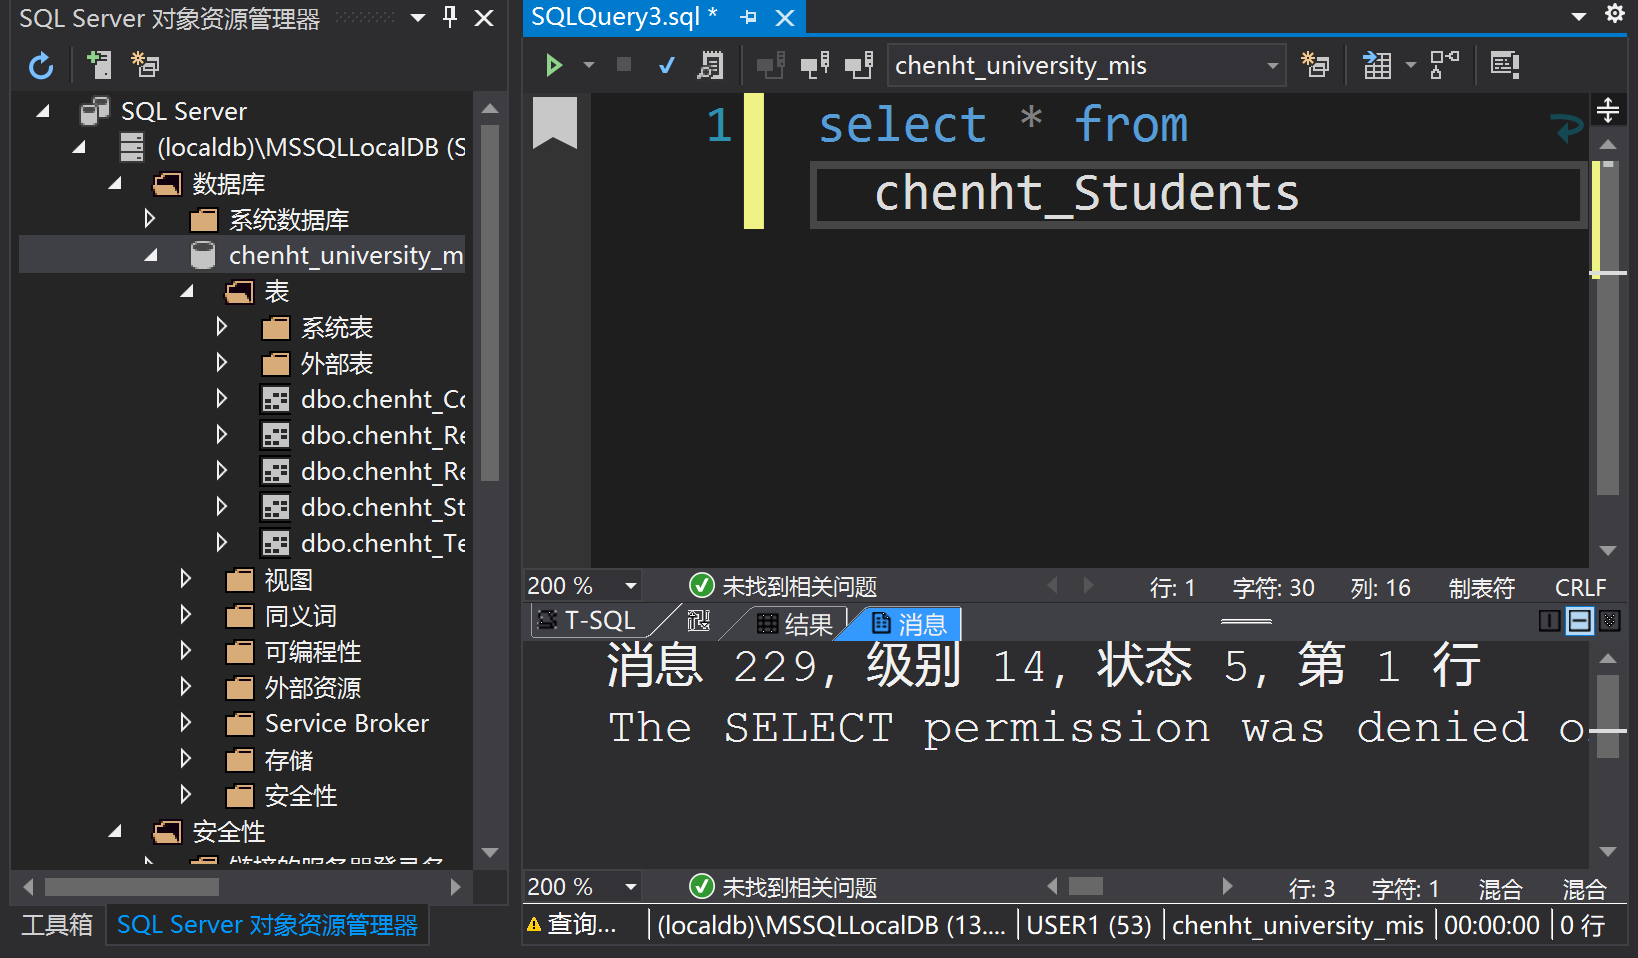 SQL Server 对象资源管理器
SQL Server
(localdb)\MSSQLLocalDB (S
数据库
系统数据库
chenht_university_m
表
系统表
外部表
dbo.chenht_Co
dbo.chenht_Re
dbo.chenht_Re
dbo.chenht_St
dbo.chenht_Te
视图
同义词
可编程性
外部资源
Service Broker
存储
安全性
安全性
工具箱 SQL Server 对象资源管理器
SQLQuery3.sql *
chenht_university_mis
1 select * from
chenht_Students
200 % 未找到相关问题 行: 1 字符: 30 列: 16 制表符 CRLF
T-SQL 结果 消息
消息 229, 级别 14, 状态 5, 第 1 行
The SELECT permission was denied o
200 % 未找到相关问题 行: 3 字符: 1 混合 混合
查询... (localdb)\MSSQLLocalDB (13.... USER1 (53) chenht_university_mis 00:00:00 0 行